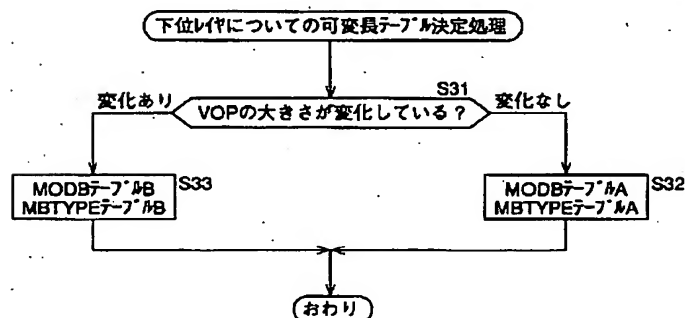 下位レイヤについての可変長テーブル決定処理
S31
変化あり
VOPの大きさが変化している？
変化なし
MODBテーブルB
MBTYPEテーブルB
S33
MODBテーブルA
MBTYPEテーブルA
S32
おわり